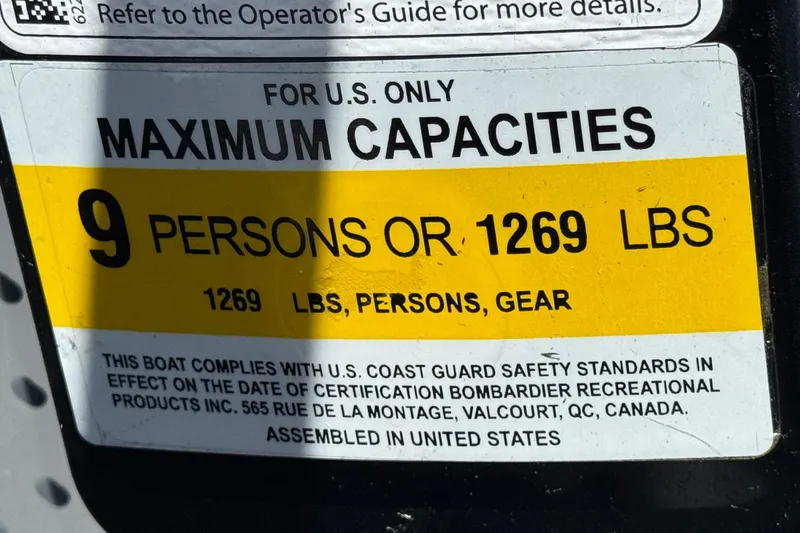 Refer to the Operator's Guide for more details.
FOR U.S. ONLY
MAXIMUM CAPACITIES
9 PERSONS OR 1269 LBS
1269 LBS, PERSONS, GEAR
THIS BOAT COMPLIES WITH U.S. COAST GUARD SAFETY STANDARDS IN
EFFECT ON THE DATE OF CERTIFICATION BOMBARDIER RECREATIONAL
PRODUCTS INC. 565 RUE DE LA MONTAGE, VALCOURT, QC, CANADA.
ASSEMBLED IN UNITED STATES